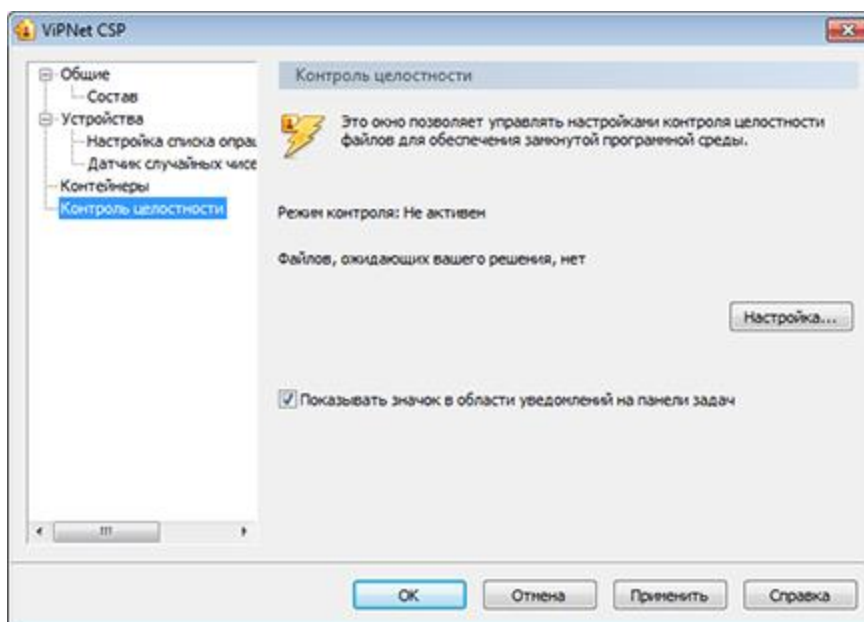 ViPNet CSP
Общие
Состав
Устройства
Настройка списка опра
Датчик случайных чисе
Контейнеры
Контроль целостности
Контроль целостности
Это окно позволяет управлять настройками контроля целостности
файлов для обеспечения замкнутой программной среды.
Режим контроля: Не активен
Файлов, ожидающих вашего решения, нет
Настройка...
Показывать значок в области уведомлений на панели задач
OK
Отмена
Применить
Справка